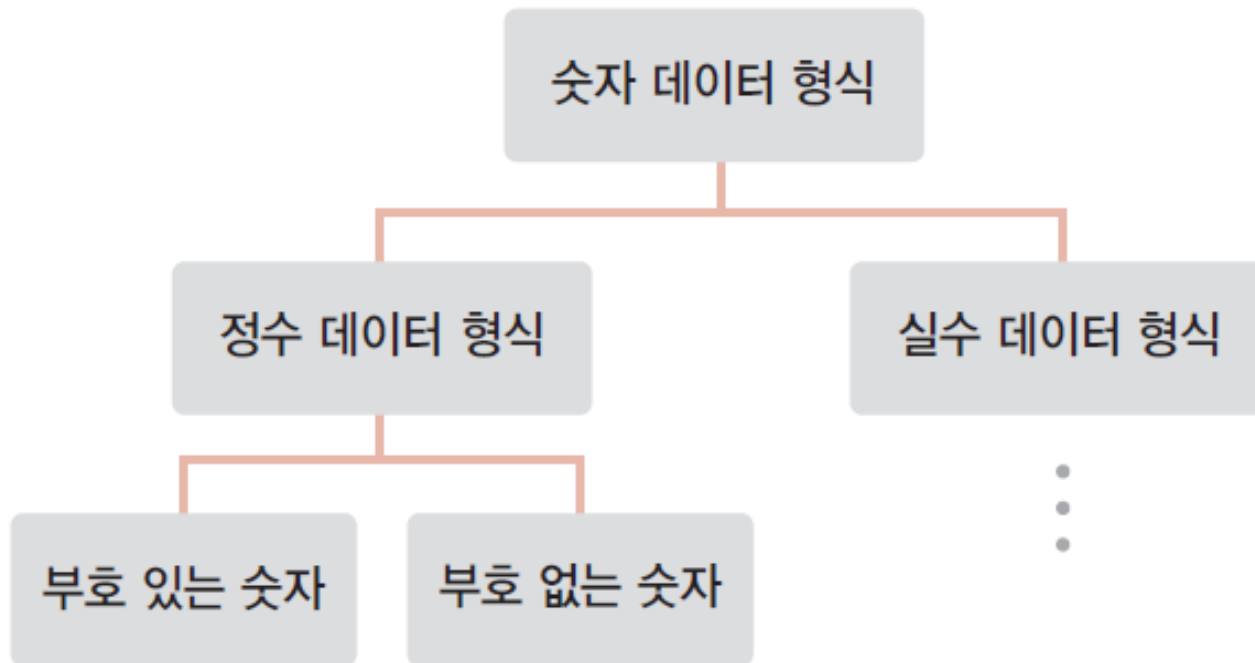 숫자 데이터 형식
정수 데이터 형식
실수 데이터 형식
부호 있는 숫자
부호 없는 숫자